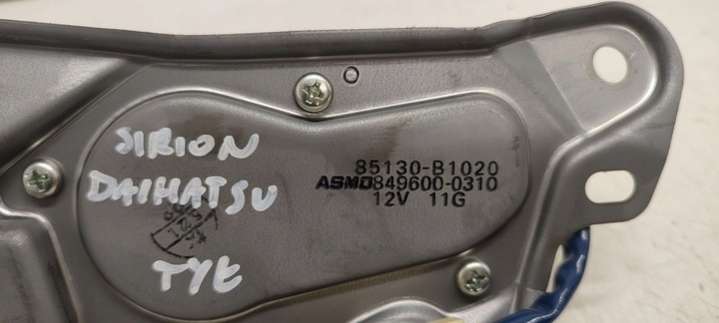 SIRION
DAIHATSU
TYŁ
85130-B1020
ASMO 849600-0310
12V 11G